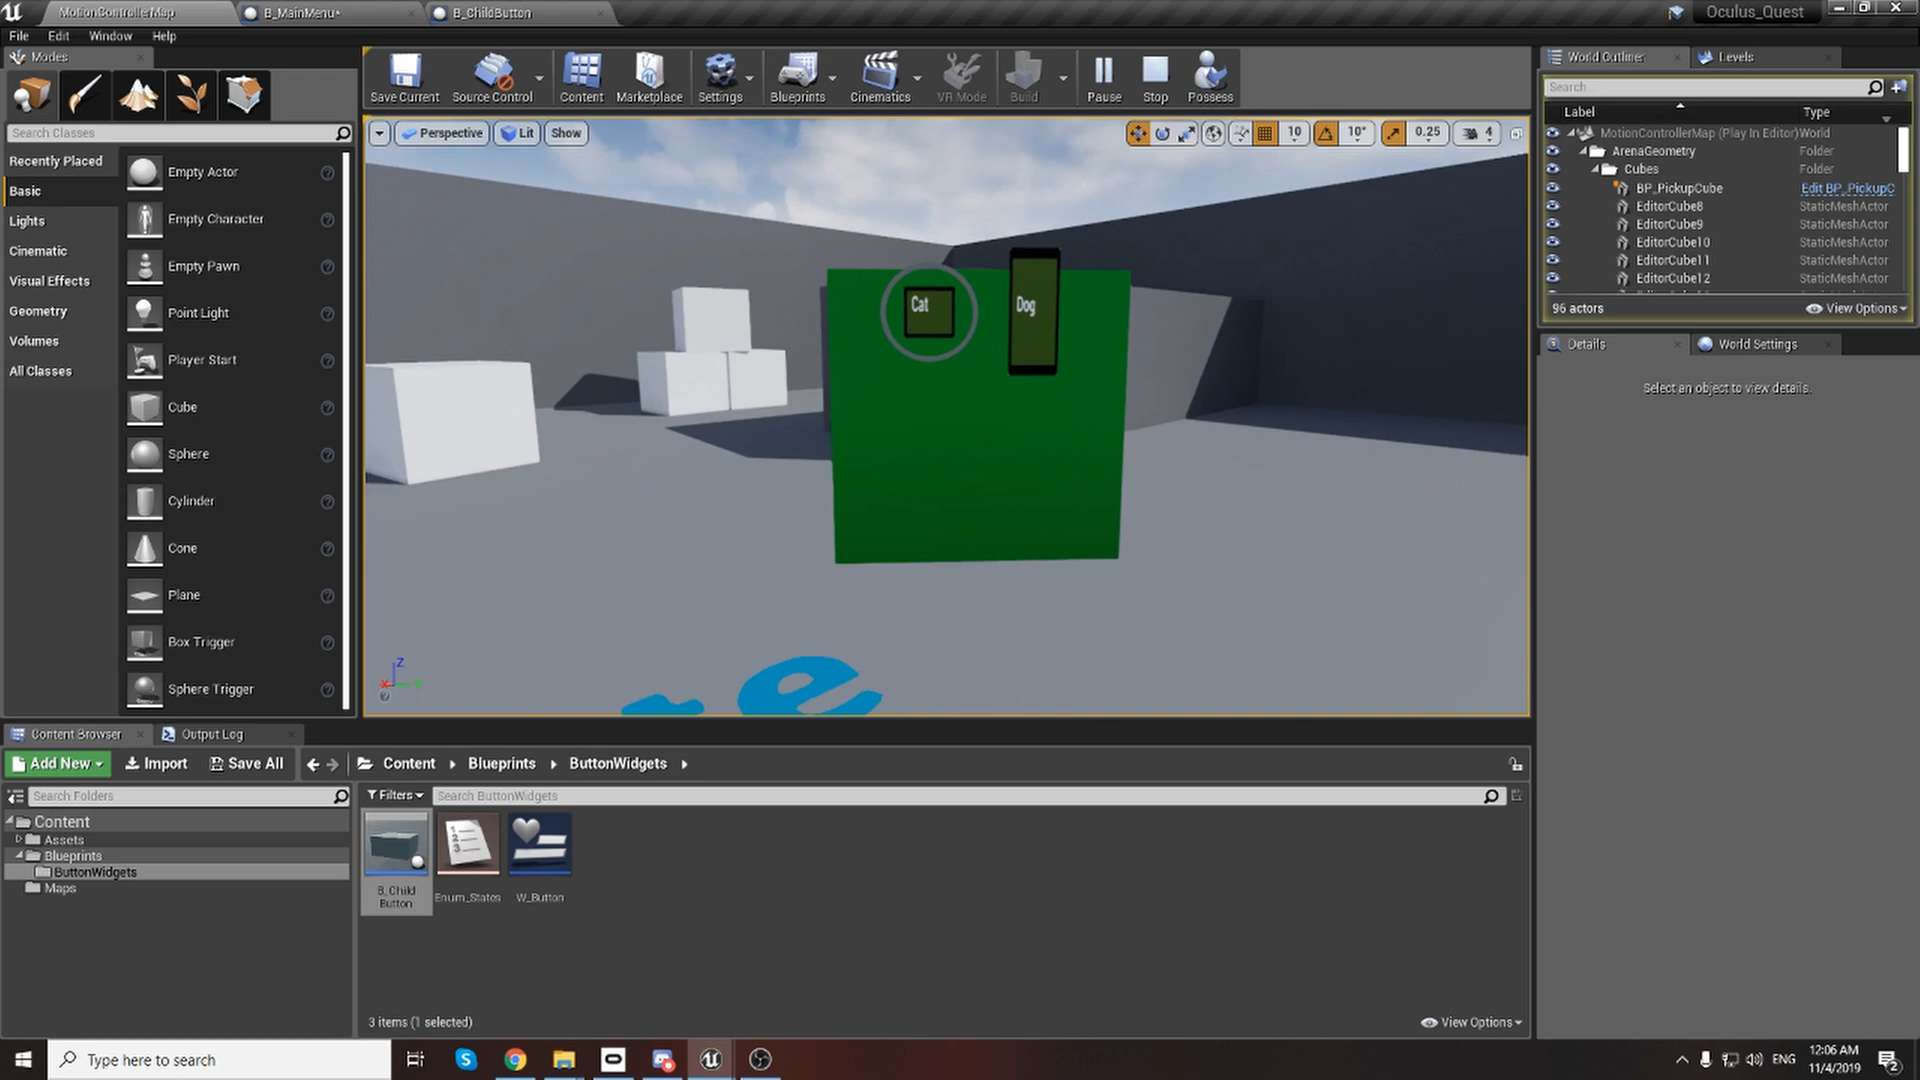 MotionControllerMap
B_MainMenu*
B_ChildButton
Oculus_Quest
File Edit Window Help
Modes
Save Current
Source Control
Content
Marketplace
Settings
Blueprints
Cinematics
VR Mode
Build
Pause
Stop
Possess
Search Classes
Recently Placed
Basic
Lights
Cinematic
Visual Effects
Geometry
Volumes
All Classes
Empty Actor
Empty Character
Empty Pawn
Point Light
Player Start
Cube
Sphere
Cylinder
Cone
Plane
Box Trigger
Sphere Trigger
Perspective
Lit
Show
10
10°
0.25
4
Cat
Dog
e
Z
World Outliner
Levels
Search...
Label Type
MotionControllerMap (Play In Editor) World
ArenaGeometry Folder
Cubes Folder
BP_PickupCube Edit BP_PickupC
EditorCube8 StaticMeshActor
EditorCube9 StaticMeshActor
EditorCube10 StaticMeshActor
EditorCube11 StaticMeshActor
EditorCube12 StaticMeshActor
96 actors
View Options
Details
World Settings
Select an object to view details.
Content Browser
Output Log
Add New
Import
Save All
Content
Blueprints
ButtonWidgets
Search Folders
Filters
Search ButtonWidgets
Content
Assets
Blueprints
ButtonWidgets
Maps
B_Child
Button
Enum_States
W_Button
3 items (1 selected)
View Options
Type here to search
ENG
12:06 AM
11/4/2019
2